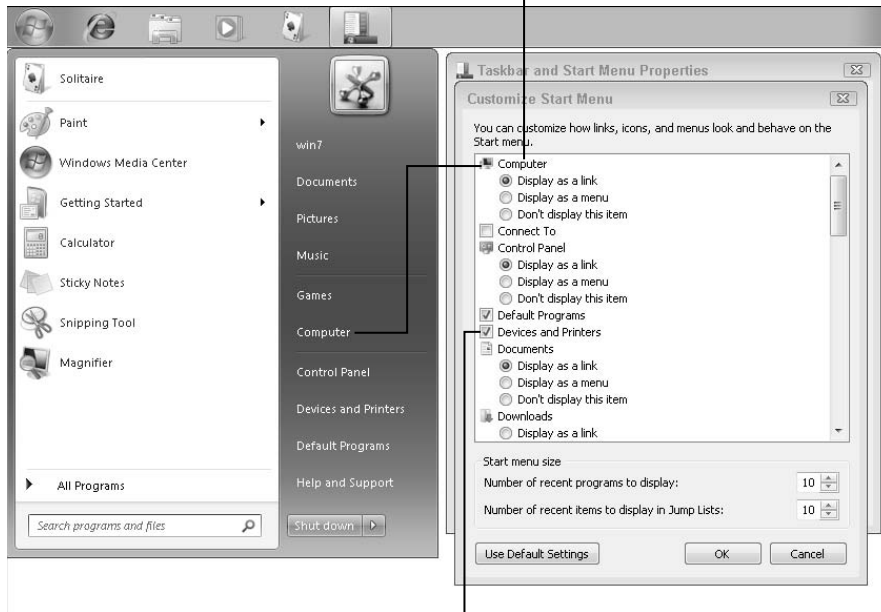 Solitaire
Paint
Windows Media Center
Getting Started
Calculator
Sticky Notes
Snipping Tool
Magnifier
All Programs
Search programs and files
win7
Documents
Pictures
Music
Games
Computer
Control Panel
Devices and Printers
Default Programs
Help and Support
Shut down
Taskbar and Start Menu Properties
Customize Start Menu
You can customize how links, icons, and menus look and behave on the
Start menu.
Computer
Display as a link
Display as a menu
Don't display this item
Connect To
Control Panel
Display as a link
Display as a menu
Don't display this item
Default Programs
Devices and Printers
Documents
Display as a link
Display as a menu
Don't display this item
Downloads
Display as a link
Start menu size
Number of recent programs to display: 10
Number of recent items to display in Jump Lists: 10
Use Default Settings OK Cancel